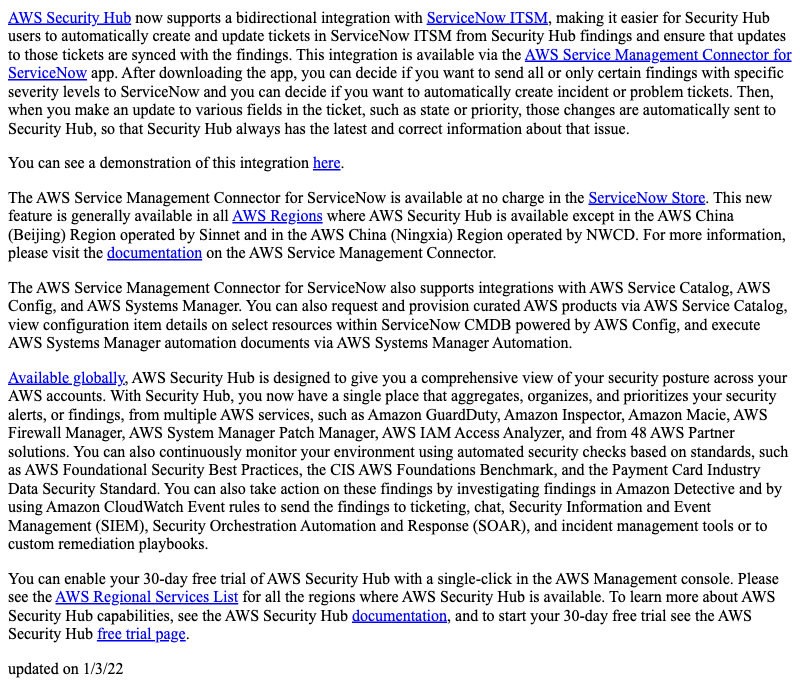 AWS Security Hub now supports a bidirectional integration with ServiceNow ITSM, making it easier for Security Hub
users to automatically create and update tickets in ServiceNow ITSM from Security Hub findings and ensure that updates
to those tickets are synced with the findings. This integration is available via the AWS Service Management Connector for
ServiceNow app. After downloading the app, you can decide if you want to send all or only certain findings with specific
severity levels to ServiceNow and you can decide if you want to automatically create incident or problem tickets. Then,
when you make an update to various fields in the ticket, such as state or priority, those changes are automatically sent to
Security Hub, so that Security Hub always has the latest and correct information about that issue.
You can see a demonstration of this integration here.
The AWS Service Management Connector for ServiceNow is available at no charge in the ServiceNow Store. This new
feature is generally available in all AWS Regions where AWS Security Hub is available except in the AWS China
(Beijing) Region operated by Sinnet and in the AWS China (Ningxia) Region operated by NWCD. For more information,
please visit the documentation on the AWS Service Management Connector.
The AWS Service Management Connector for ServiceNow also supports integrations with AWS Service Catalog, AWS
Config, and AWS Systems Manager. You can also request and provision curated AWS products via AWS Service Catalog,
view configuration item details on select resources within ServiceNow CMDB powered by AWS Config, and execute
AWS Systems Manager automation documents via AWS Systems Manager Automation.
Available globally, AWS Security Hub is designed to give you a comprehensive view of your security posture across your
AWS accounts. With Security Hub, you now have a single place that aggregates, organizes, and prioritizes your security
alerts, or findings, from multiple AWS services, such as Amazon GuardDuty, Amazon Inspector, Amazon Macie, AWS
Firewall Manager, AWS System Manager Patch Manager, AWS IAM Access Analyzer, and from 48 AWS Partner
solutions. You can also continuously monitor your environment using automated security checks based on standards, such
as AWS Foundational Security Best Practices, the CIS AWS Foundations Benchmark, and the Payment Card Industry
Data Security Standard. You can also take action on these findings by investigating findings in Amazon Detective and by
using Amazon CloudWatch Event rules to send the findings to ticketing, chat, Security Information and Event
Management (SIEM), Security Orchestration Automation and Response (SOAR), and incident management tools or to
custom remediation playbooks.
You can enable your 30-day free trial of AWS Security Hub with a single-click in the AWS Management console. Please
see the AWS Regional Services List for all the regions where AWS Security Hub is available. To learn more about AWS
Security Hub capabilities, see the AWS Security Hub documentation, and to start your 30-day free trial see the AWS
Security Hub free trial page.
updated on 1/3/22